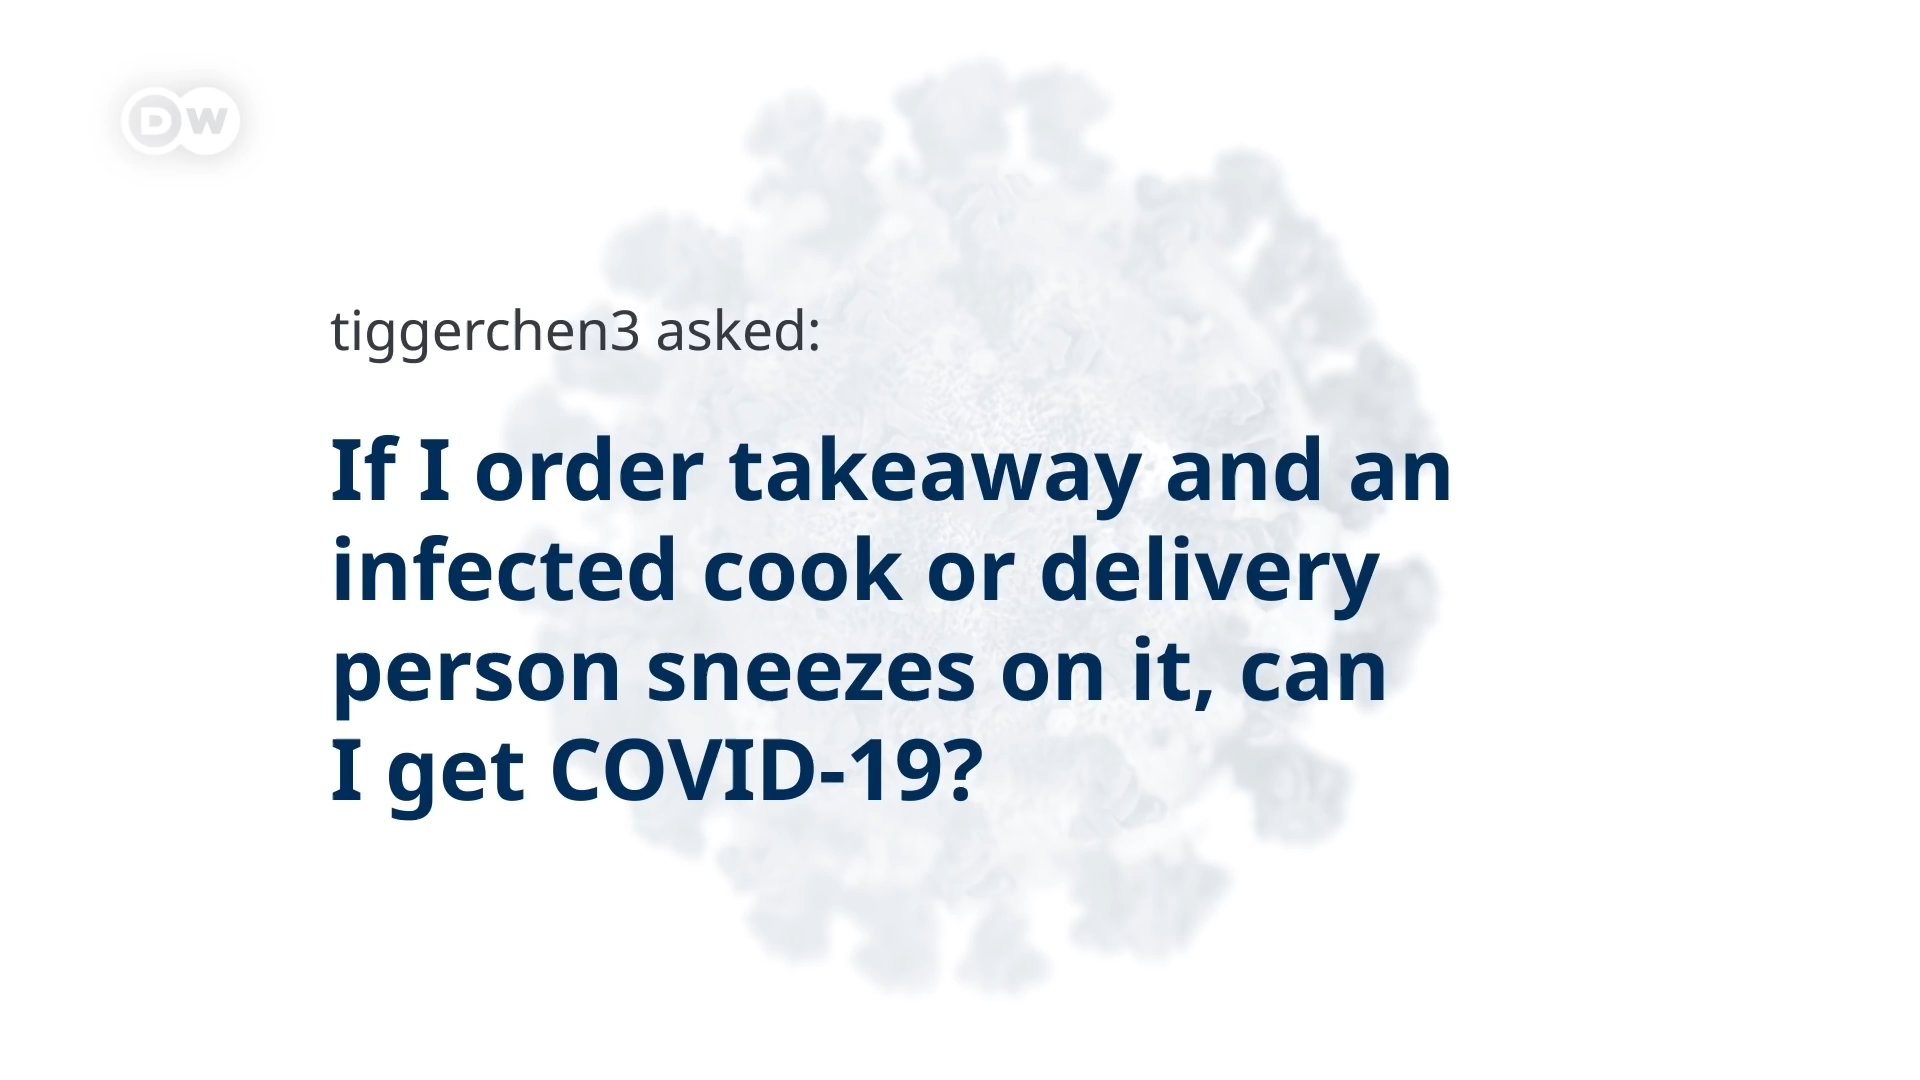 DW
tiggerchen3 asked:
If I order takeaway and an
infected cook or delivery
person sneezes on it, can
I get COVID-19?